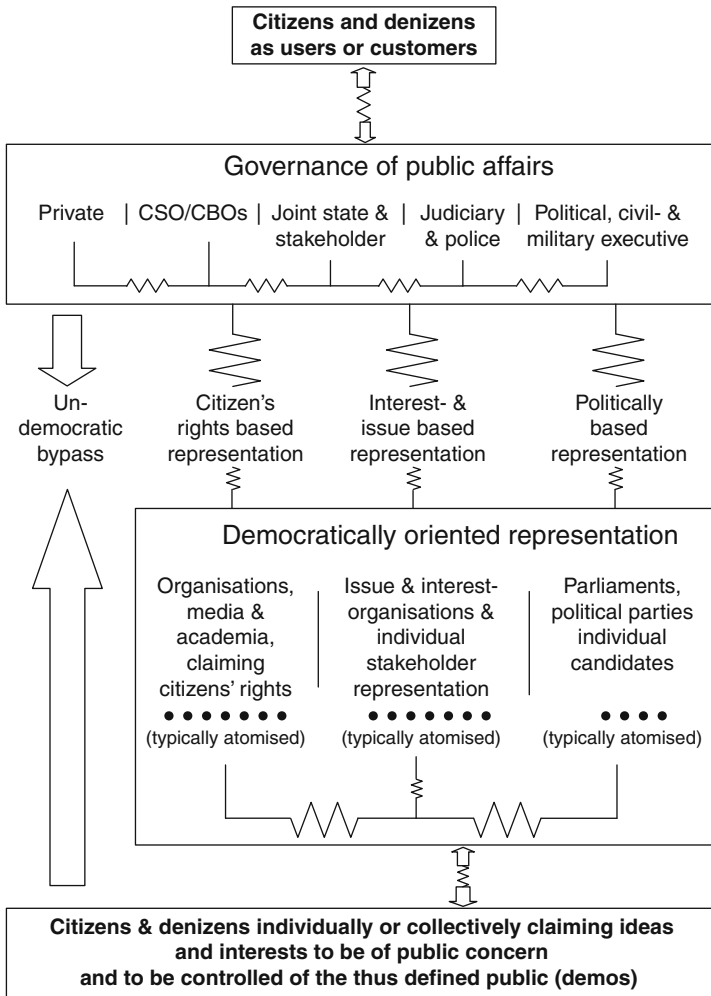 Citizens and denizens
as users or customers
Governance of public affairs
Private | CSO/CBOs | Joint state & | Judiciary | Political, civil- &
stakeholder & police military executive
Un-
democratic
bypass
Citizen's
rights based
representation
Interest- &
issue based
representation
Politically
based
representation
Democratically oriented representation
Organisations,
media &
academia,
claiming
citizens' rights
(typically atomised)
Issue & interest-
organisations &
individual
stakeholder
representation
(typically atomised)
Parliaments,
political parties
individual
candidates
(typically atomised)
Citizens & denizens individually or collectively claiming ideas
and interests to be of public concern
and to be controlled of the thus defined public (demos)